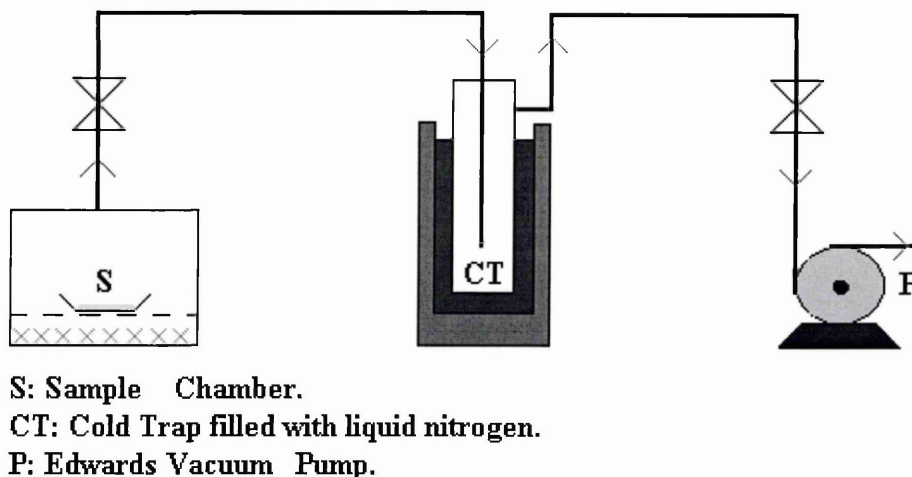 S
CT
P
S: Sample Chamber.
CT: Cold Trap filled with liquid nitrogen.
P: Edwards Vacuum Pump.